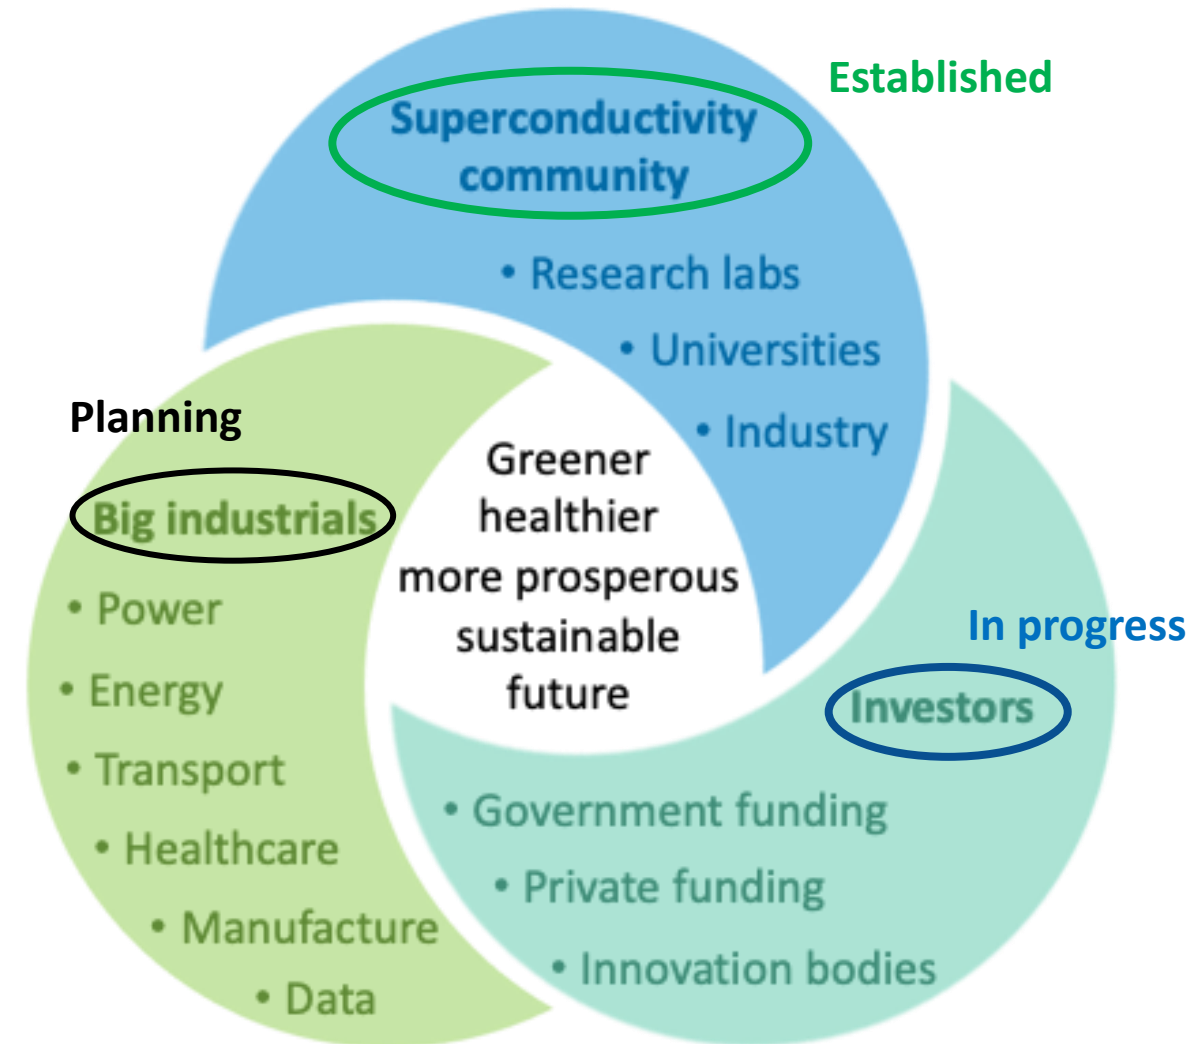 Established
Superconductivity
community
• Research labs
• Universities
• Industry
Planning
Big industrials
• Power
• Energy
• Transport
• Healthcare
• Manufacture
• Data
Greener
healthier
more prosperous
sustainable
future
In progress
Investors
• Government funding
• Private funding
• Innovation bodies